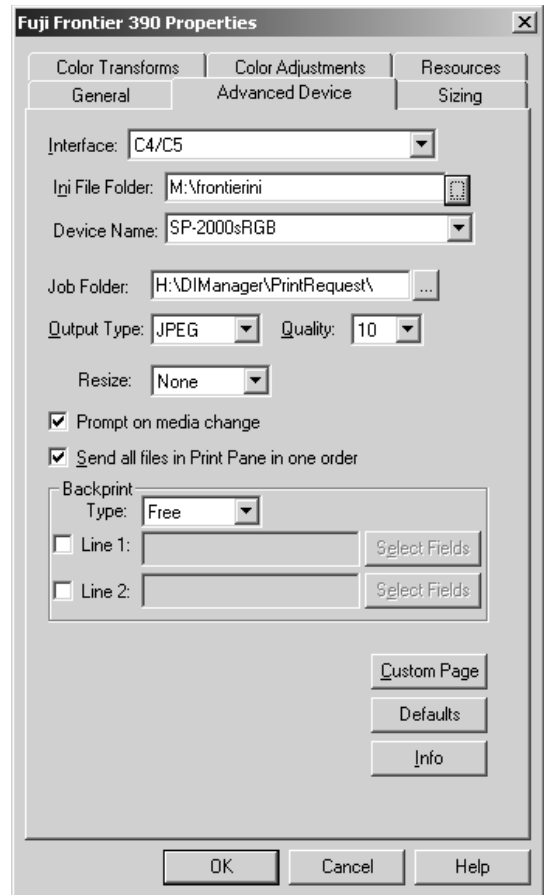 Fuji Frontier 390 Properties
Color Transforms Color Adjustments Resources
General Advanced Device Sizing
Interface: C4/C5
Ini File Folder: M:\frontierini ...
Device Name: SP-2000sRGB
Job Folder: H:\DIManager\PrintRequest\ ...
Output Type: JPEG Quality: 10
Resize: None
Prompt on media change
Send all files in Print Pane in one order
Backprint
Type: Free
Line 1: Select Fields
Line 2: Select Fields
Custom Page
Defaults
Info
OK Cancel Help